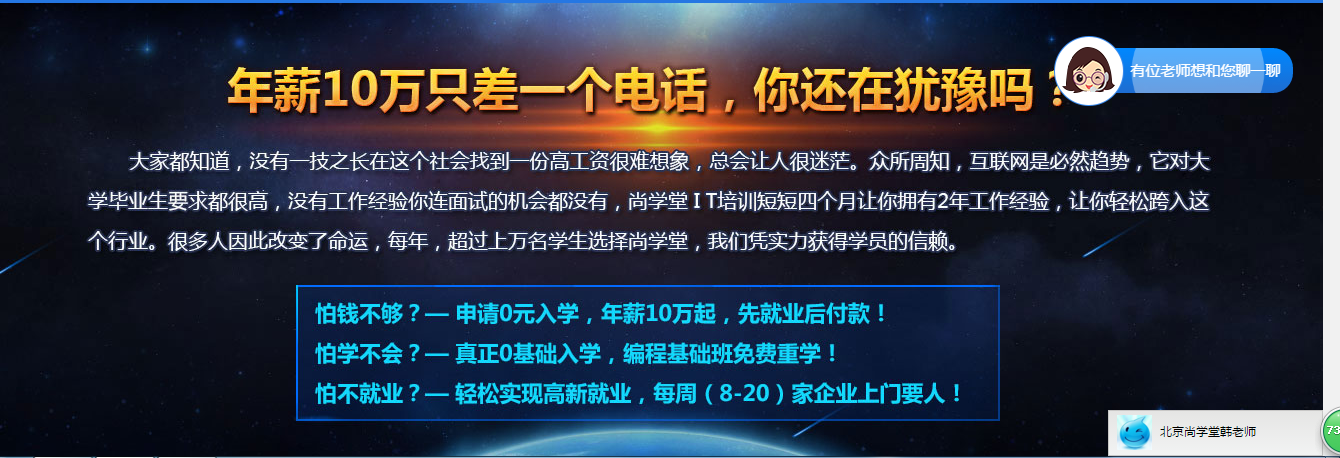 年薪10万只差一个电话，你还在犹豫吗？
有位老师想和您聊一聊
大家都知道，没有一技之长在这个社会找到一份高工资很难想象，总会让人很迷茫。众所周知，互联网是必然趋势，它对大
学毕业生要求都很高，没有工作经验你连面试的机会都没有，尚学堂IT培训短短四个月让你拥有2年工作经验，让你轻松跨入这
个行业。很多人因此改变了命运，每年，超过上万名学生选择尚学堂，我们凭实力获得学员的信赖。
怕钱不够？— 申请0元入学，年薪10万起，先就业后付款！
怕学不会？— 真正0基础入学，编程基础班免费重学！
怕不就业？— 轻松实现高新就业，每周（8-20）家企业上门要人！
北京尚学堂韩老师
73